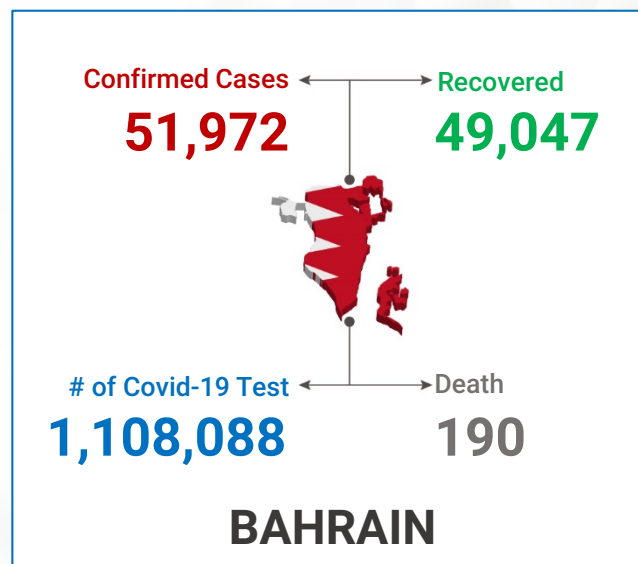 Confirmed Cases
51,972
Recovered
49,047
# of Covid-19 Test
1,108,088
Death
190
BAHRAIN